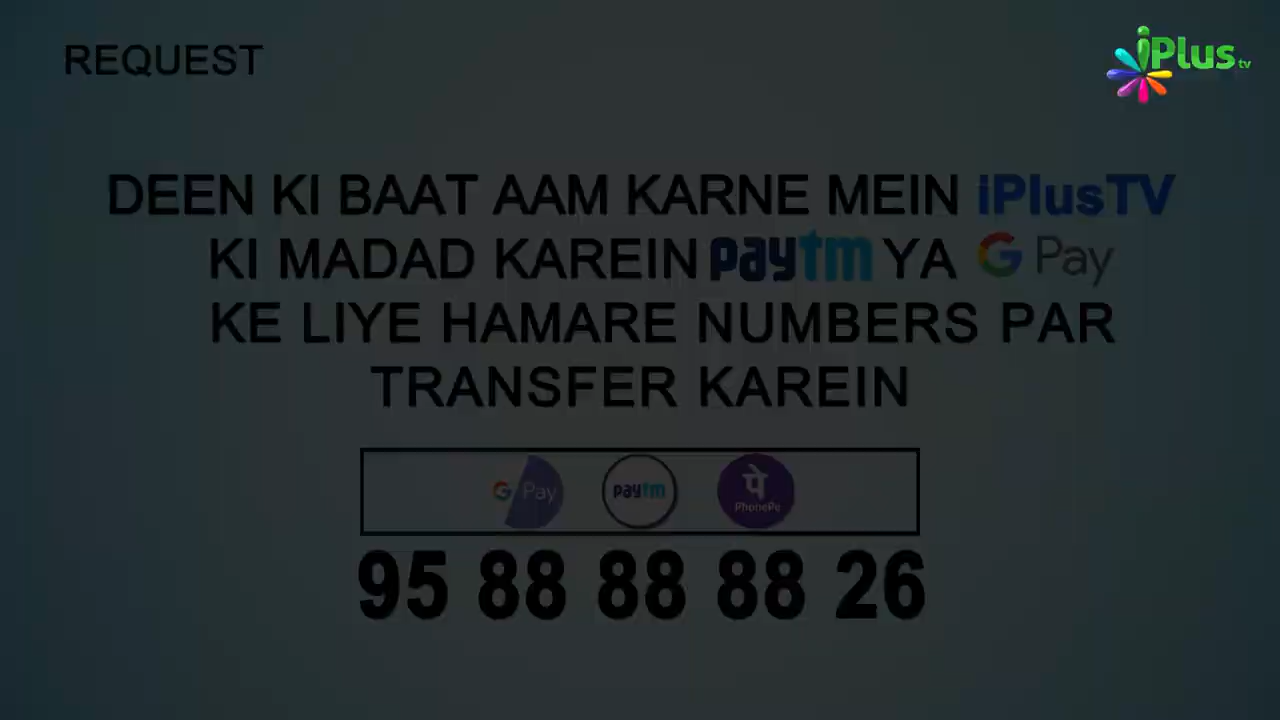 REQUEST
iPlus tv
DEEN KI BAAT AAM KARNE MEIN iPlusTV
KI MADAD KAREIN paytm YA G Pay
KE LIYE HAMARE NUMBERS PAR
TRANSFER KAREIN
G Pay paytm पे PhonePe
95 88 88 88 26